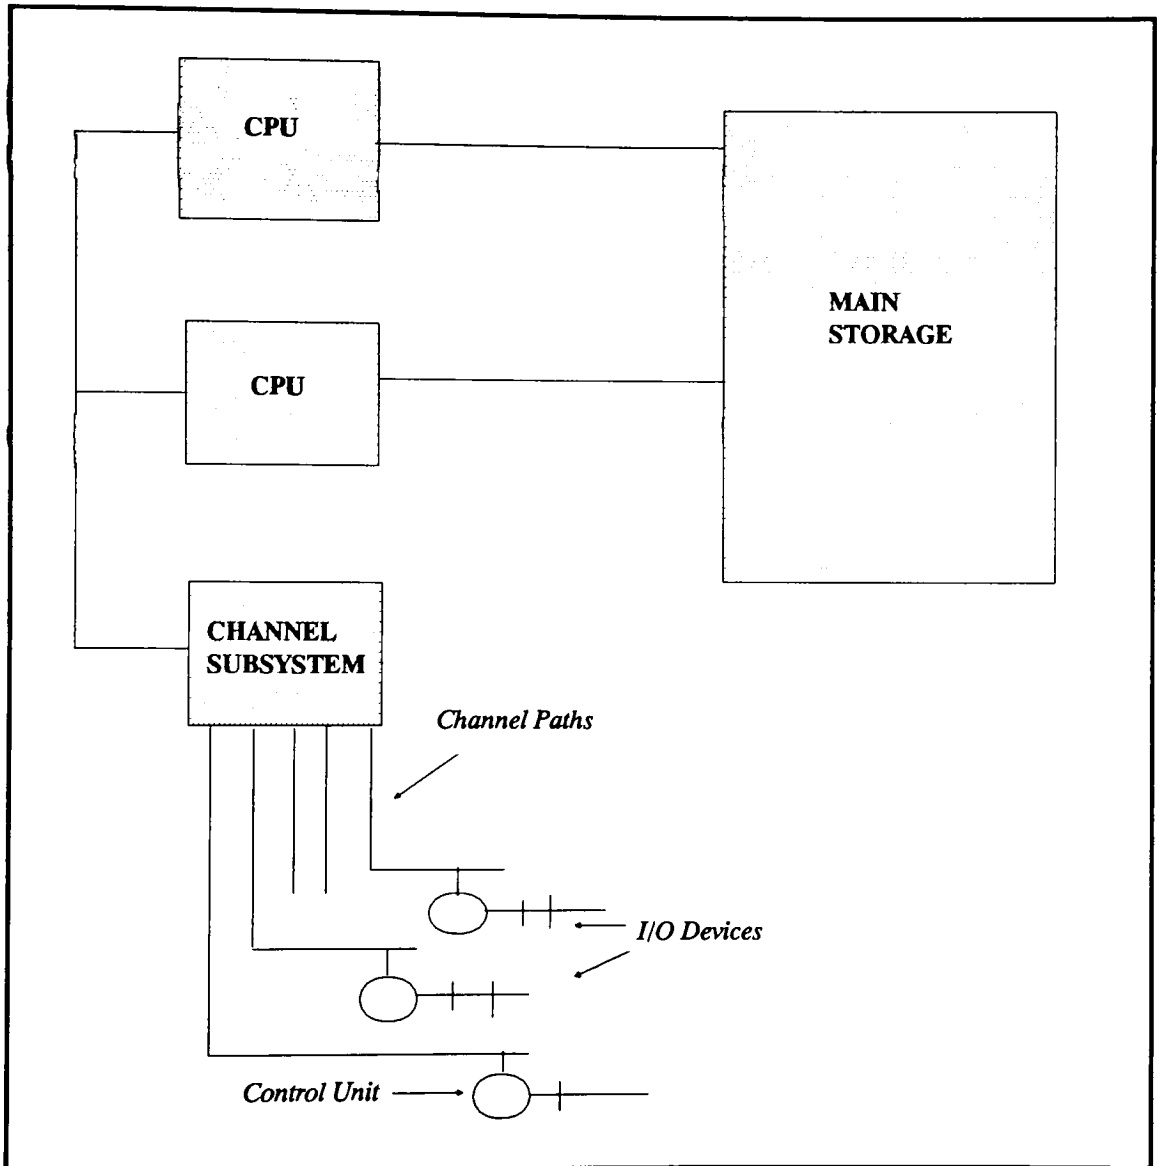 CPU
MAIN
STORAGE
CPU
CHANNEL
SUBSYSTEM
Channel Paths
I/O Devices
Control Unit